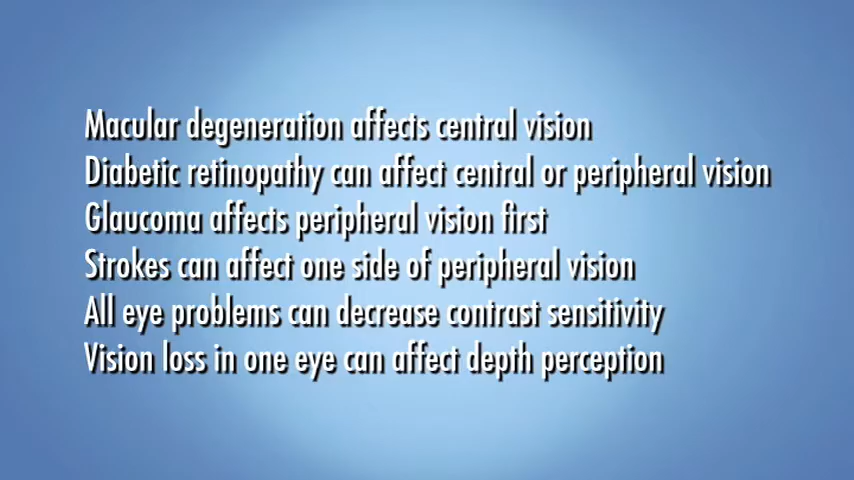 Macular degeneration affects central vision
Diabetic retinopathy can affect central or peripheral vision
Glaucoma affects peripheral vision first
Strokes can affect one side of peripheral vision
All eye problems can decrease contrast sensitivity
Vision loss in one eye can affect depth perception